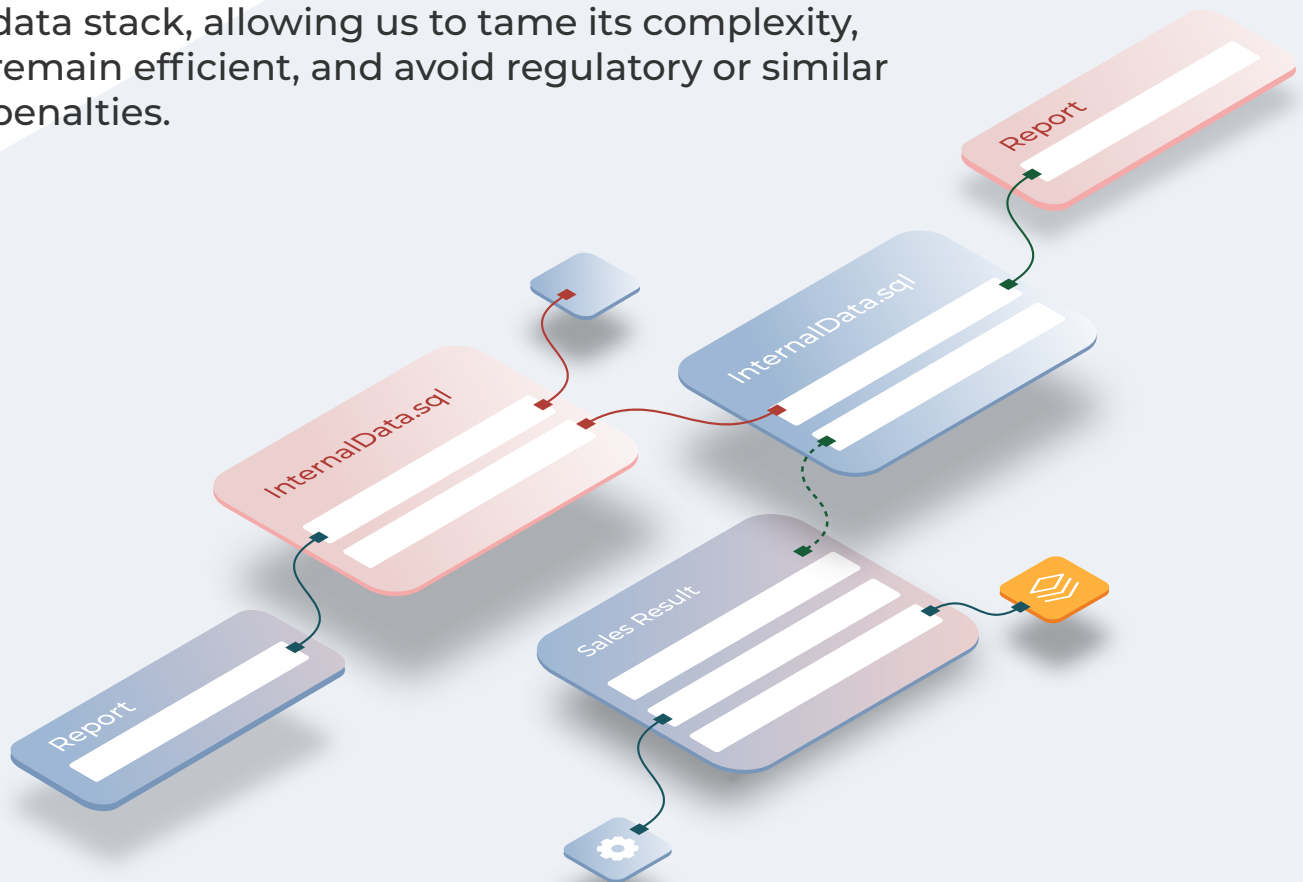 data stack, allowing us to tame its complexity,
remain efficient, and avoid regulatory or similar
penalties.
Report
InternalData.sql
InternalData.sql
Sales Result
Report